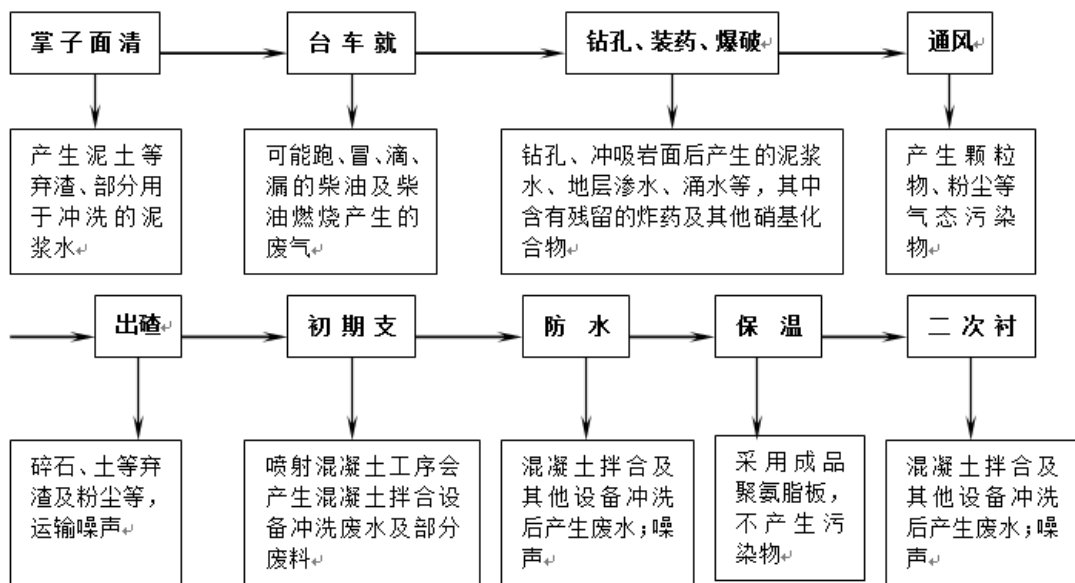 掌子面清
台车就
钻孔、装药、爆破
通风
产生泥土等
弃渣、部分用
于冲洗的泥
浆水
可能跑、冒、滴、
漏的柴油及柴
油燃烧产生的
废气
钻孔、冲吸岩面后产生的泥浆
水、地层渗水、涌水等，其中
含有残留的炸药及其他硝基化
合物
产生颗粒
物、粉尘等
气态污染
物
出碴
初期支
防水
保温
二次衬
碎石、土等弃
渣及粉尘等，
运输噪声
喷射混凝土工序会
产生混凝土拌合设
备冲洗废水及部分
废料
混凝土拌合及
其他设备冲洗
后产生废水;噪
声
采用成品
聚氨脂板，
不产生污
染物
混凝土拌合及
其他设备冲洗
后产生废水;噪
声